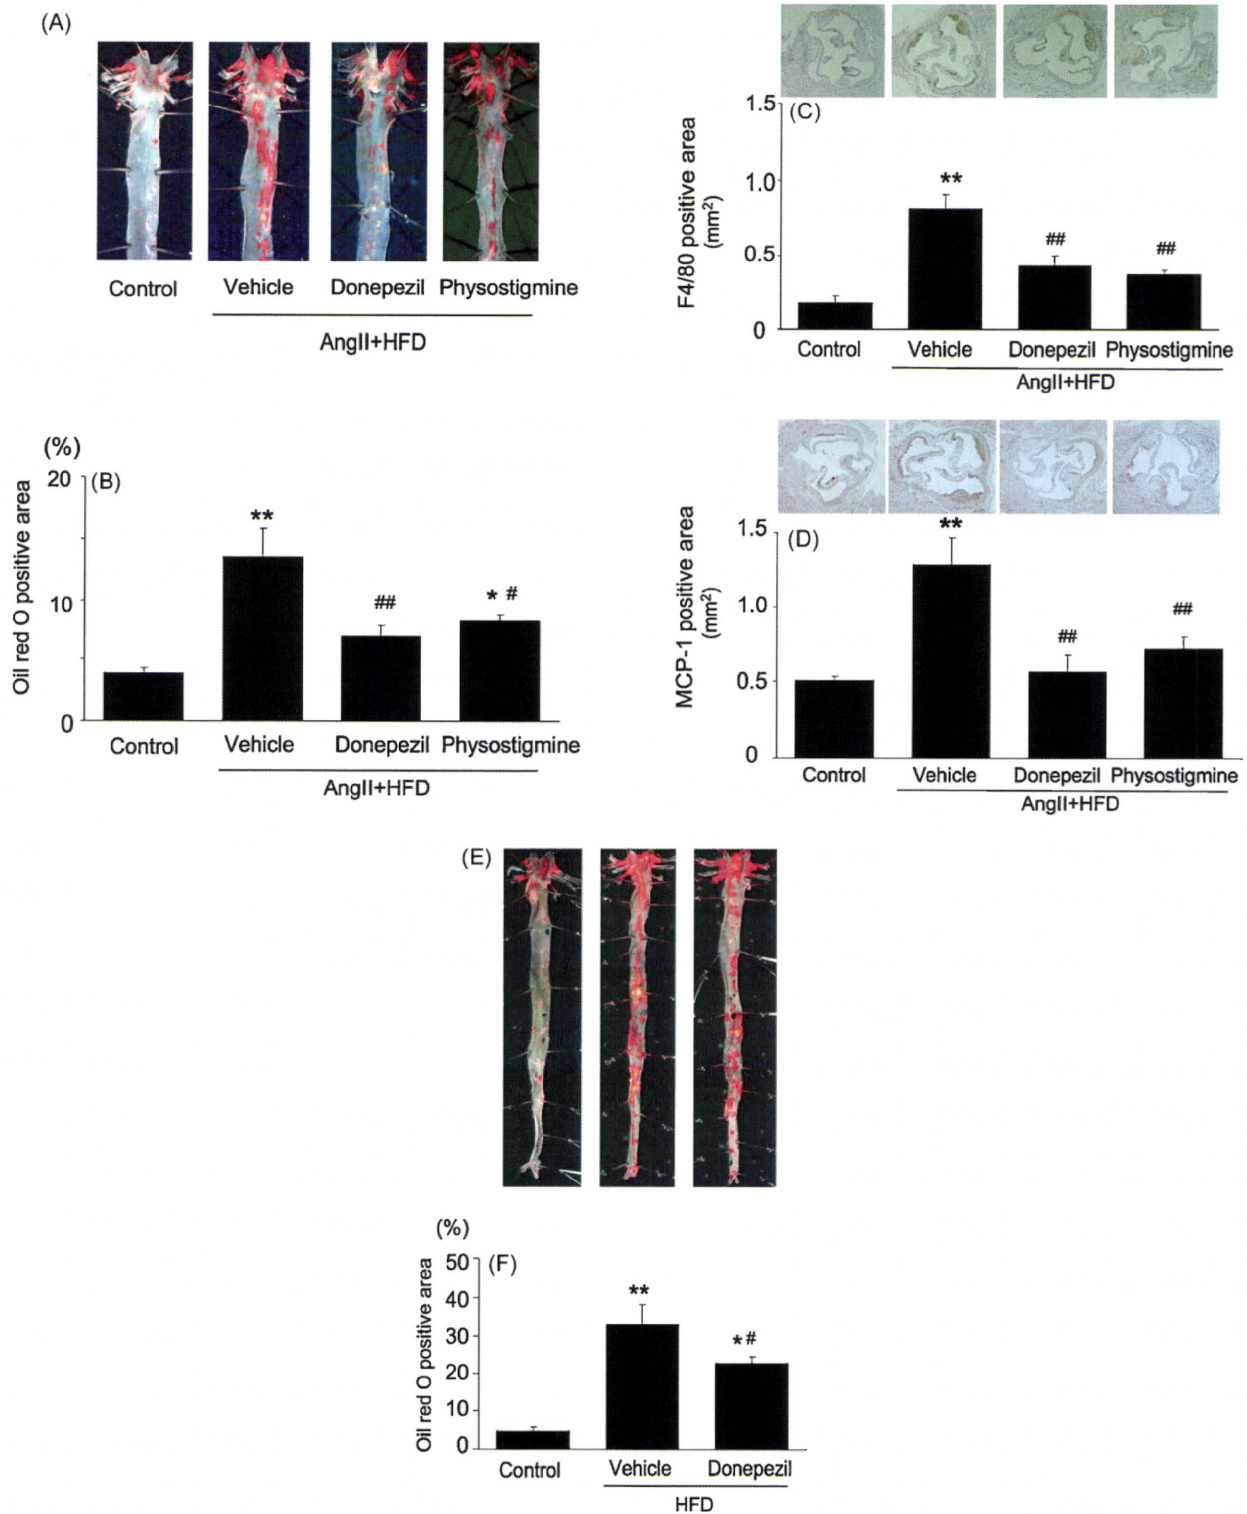 (A)
Control Vehicle Donepezil Physostigmine
AngII+HFD
(%)
Oil red O positive area
(B)
20
10
0
**
##
* #
Control Vehicle Donepezil Physostigmine
AngII+HFD
F4/80 positive area
(mm²)
(C)
1.5
1.0
0.5
0
**
##
##
Control Vehicle Donepezil Physostigmine
AngII+HFD
MCP-1 positive area
(mm²)
(D)
1.5
1.0
0.5
0
**
##
##
Control Vehicle Donepezil Physostigmine
AngII+HFD
(E)
(%)
Oil red O positive area
(F)
50
40
30
20
10
0
**
*#
Control Vehicle Donepezil
HFD